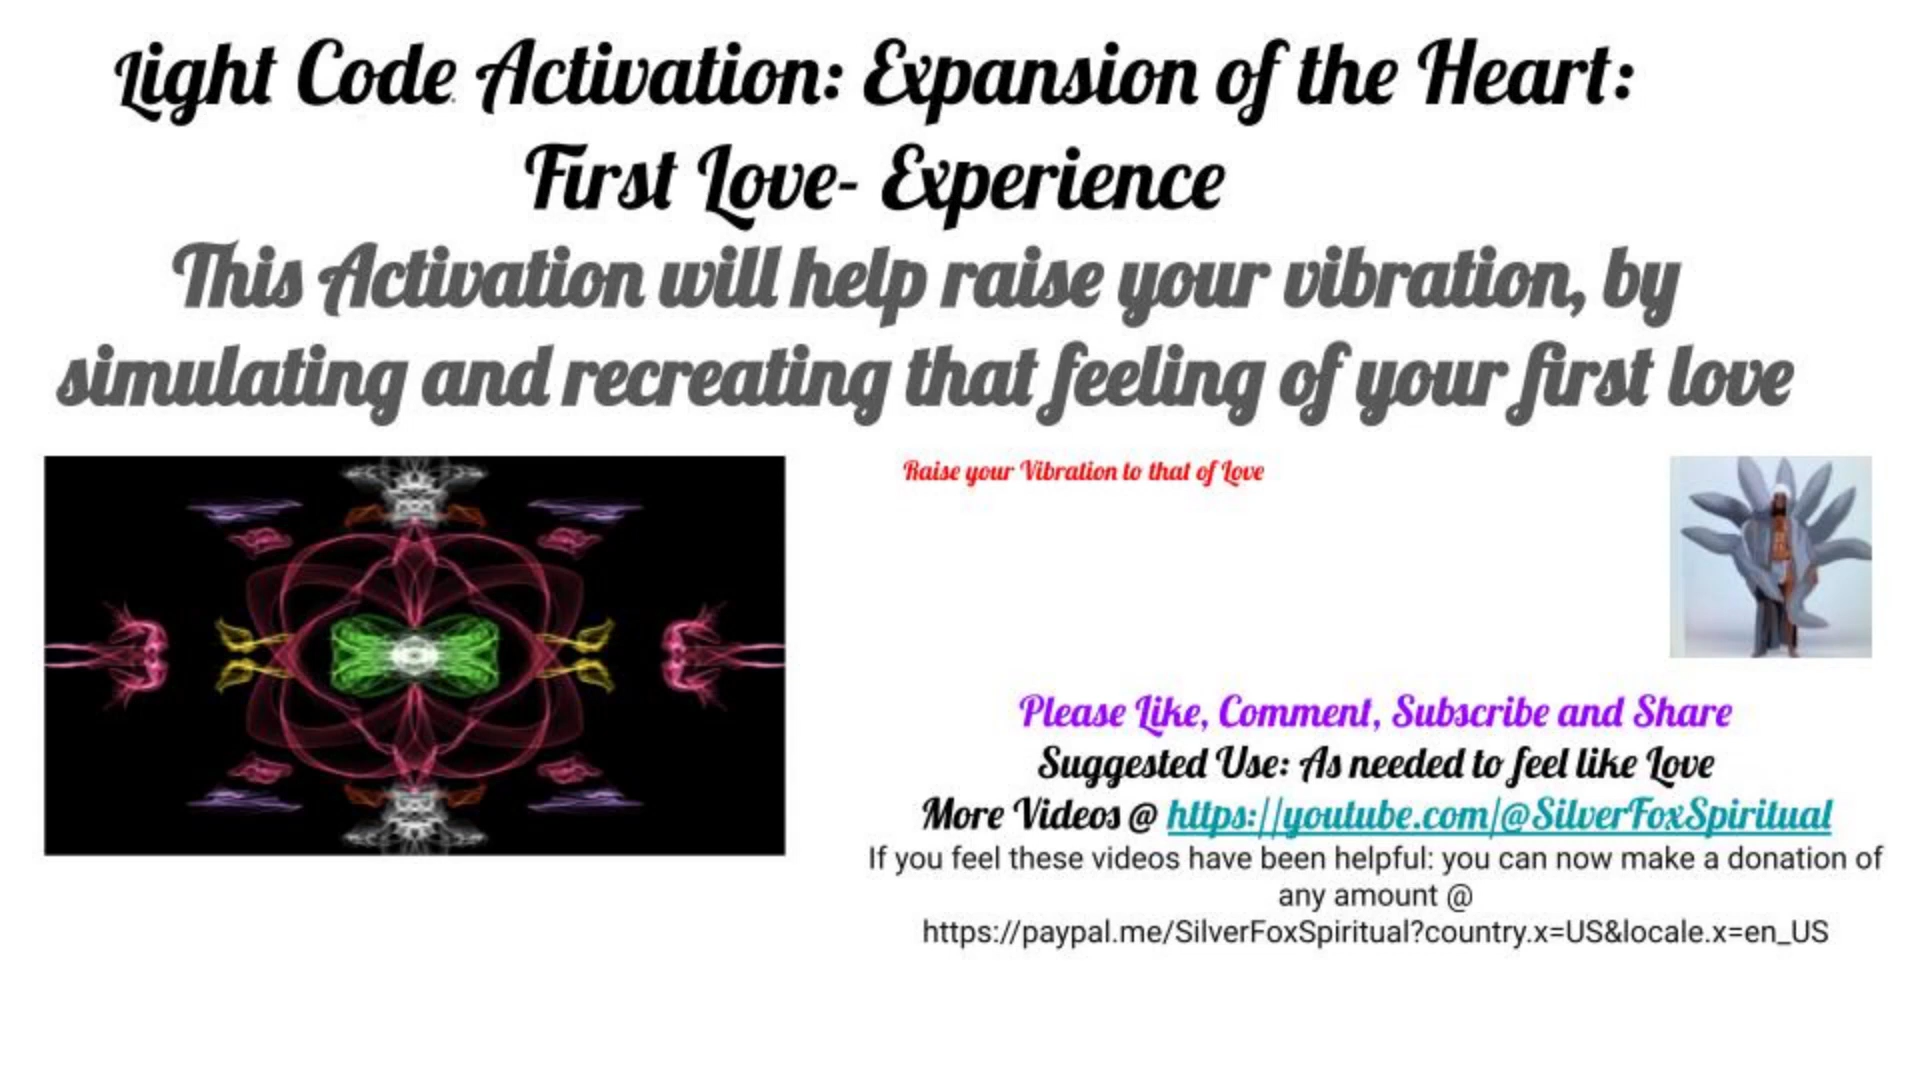 Light Code Activation: Expansion of the Heart:
First Love- Experience
This Activation will help raise your vibration, by
simulating and recreating that feeling of your first love
Raise your Vibration to that of Love
Please Like, Comment, Subscribe and Share
Suggested Use: As needed to feel like Love
More Videos @ https://youtube.com/@SilverFoxSpiritual
If you feel these videos have been helpful: you can now make a donation of
any amount @
https://paypal.me/SilverFoxSpiritual?country.x=US&locale.x=en_US